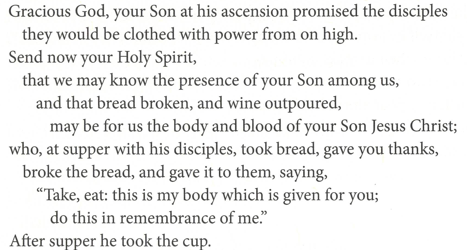 Gracious God, your Son at his ascension promised the disciples
they would be clothed with power from on high.
Send now your Holy Spirit,
that we may know the presence of your Son among us,
and that bread broken, and wine outpoured,
may be for us the body and blood of your Son Jesus Christ;
who, at supper with his disciples, took bread, gave you thanks,
broke the bread, and gave it to them, saying,
“Take, eat: this is my body which is given for you;
do this in remembrance of me.”
After supper he took the cup.